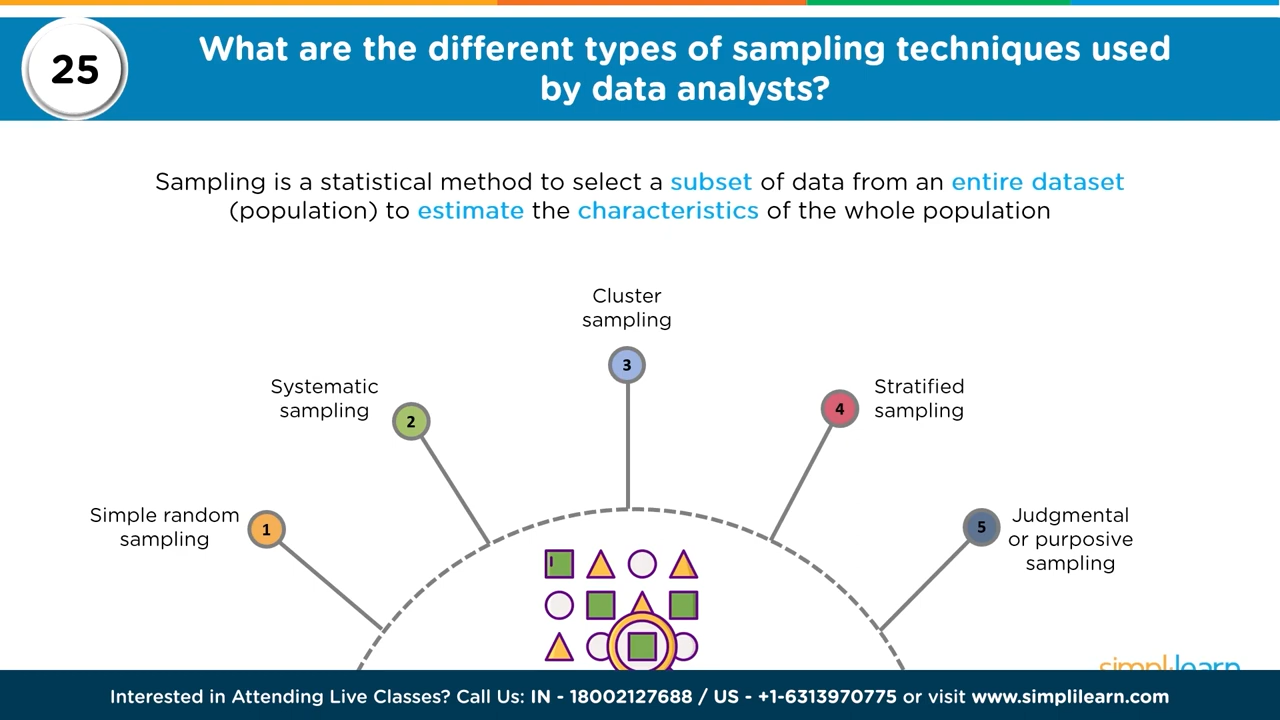 25
What are the different types of sampling techniques used
by data analysts?
Sampling is a statistical method to select a subset of data from an entire dataset
(population) to estimate the characteristics of the whole population
Cluster
sampling
3
Systematic
sampling
2
4
Stratified
sampling
Simple random
sampling
1
5
Judgmental
or purposive
sampling
simplilearn
Interested in Attending Live Classes? Call Us: IN - 18002127688 / US - +1-6313970775 or visit www.simplilearn.com